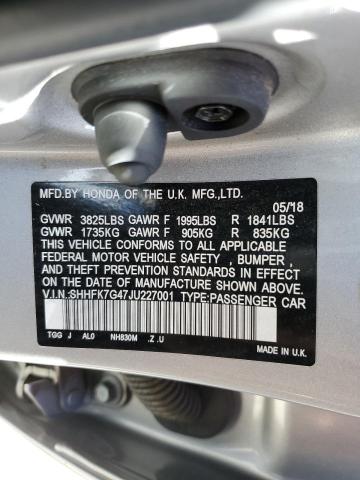 MFD.BY HONDA OF THE U.K. MFG.,LTD.
05/18
GVWR 3825LBS GAWR F 1995LBS R 1841LBS
GVWR 1735KG GAWR F 905KG R 835KG
THIS VEHICLE CONFORMS TO ALL APPLICABLE
FEDERAL MOTOR VEHICLE SAFETY , BUMPER ,
AND THEFT PREVENTION STANDARDS IN EFFECT
ON THE DATE OF MANUFACTURE SHOWN ABOVE.
V.I.N.:SHHFK7G47JU227001 TYPE:PASSENGER CAR
TGG J AL0 NH830M .Z .U
MADE IN U.K.